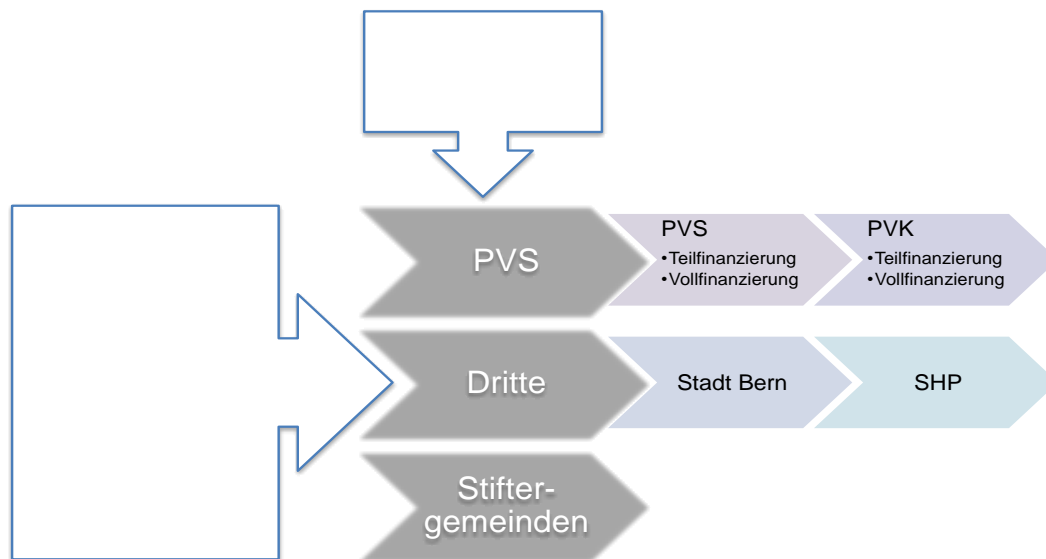 PVS
PVS
•Teilfinanzierung
•Vollfinanzierung
PVK
•Teilfinanzierung
•Vollfinanzierung
Dritte
Stadt Bern
SHP
Stifter-
gemeinden